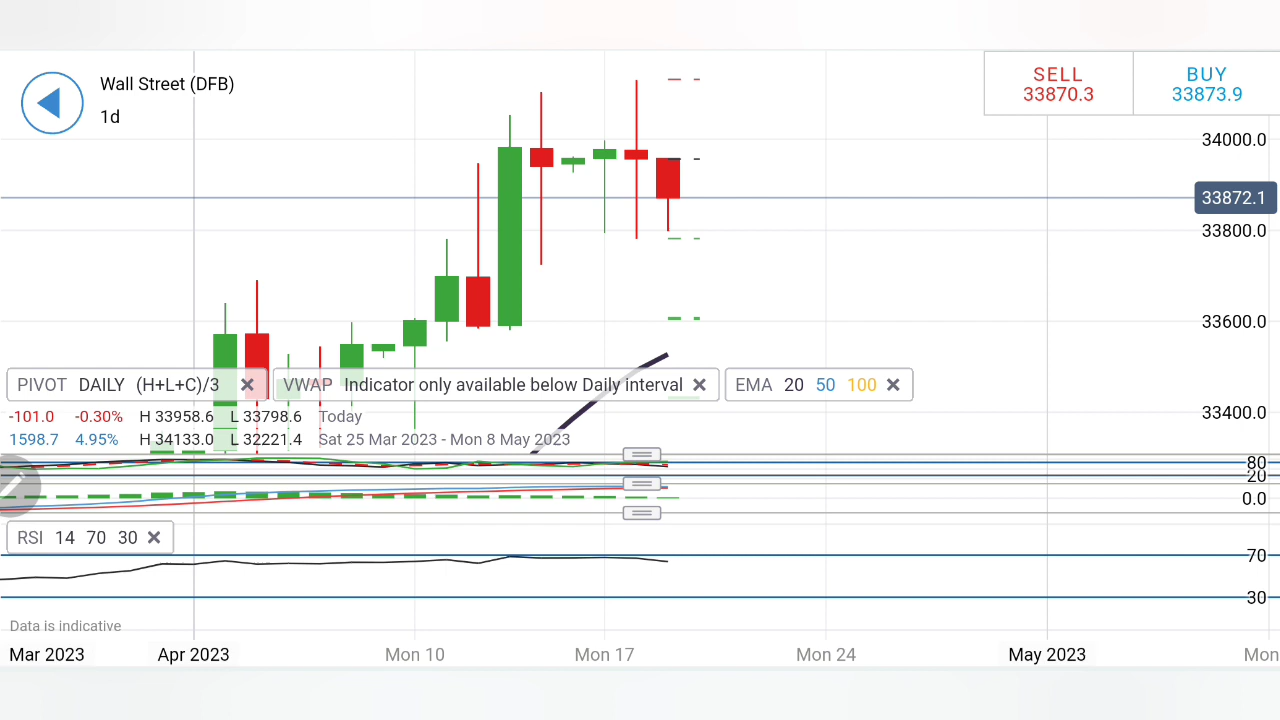 Wall Street (DFB)
1d
SELL
33870.3
BUY
33873.9
34000.0
33872.1
33800.0
33600.0
33400.0
PIVOT DAILY (H+L+C)/3 ✕
VWAP Indicator only available below Daily interval ✕
EMA 20 50 100 ✕
-101.0 -0.30% H 33958.6 L 33798.6 Today
1598.7 4.95% H 34133.0 L 32221.4 Sat 25 Mar 2023 - Mon 8 May 2023
80
20
0.0
RSI 14 70 30 ✕
70
30
Data is indicative
Mar 2023 Apr 2023 Mon 10 Mon 17 Mon 24 May 2023 Mon